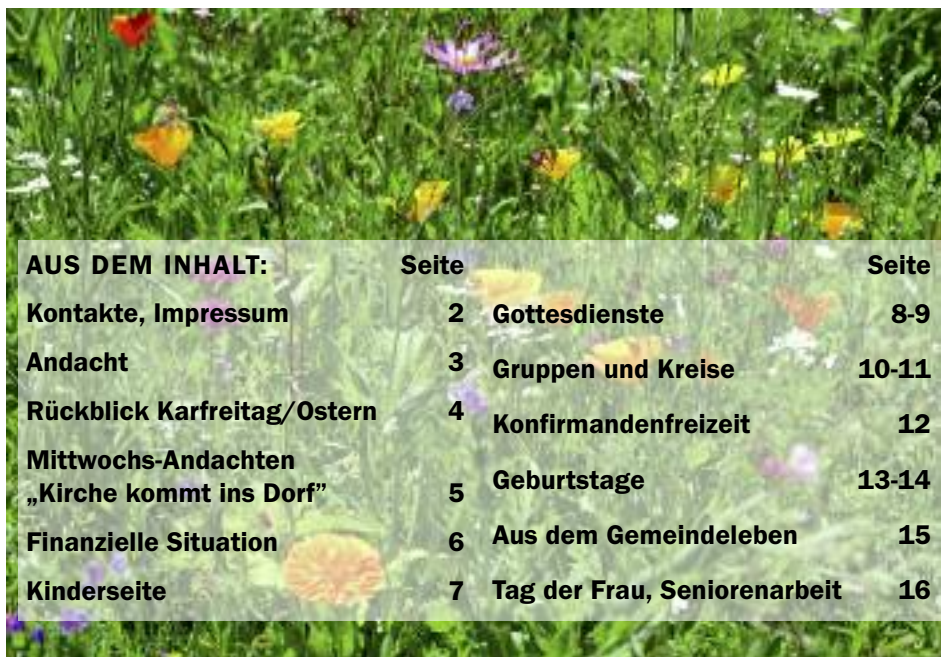 AUS DEM INHALT: Seite
Kontakte, Impressum 2
Andacht 3
Rückblick Karfreitag/Ostern 4
Mittwochs-Andachten
„Kirche kommt ins Dorf” 5
Finanzielle Situation 6
Kinderseite 7
Seite
Gottesdienste 8-9
Gruppen und Kreise 10-11
Konfirmandenfreizeit 12
Geburtstage 13-14
Aus dem Gemeindeleben 15
Tag der Frau, Seniorenarbeit 16